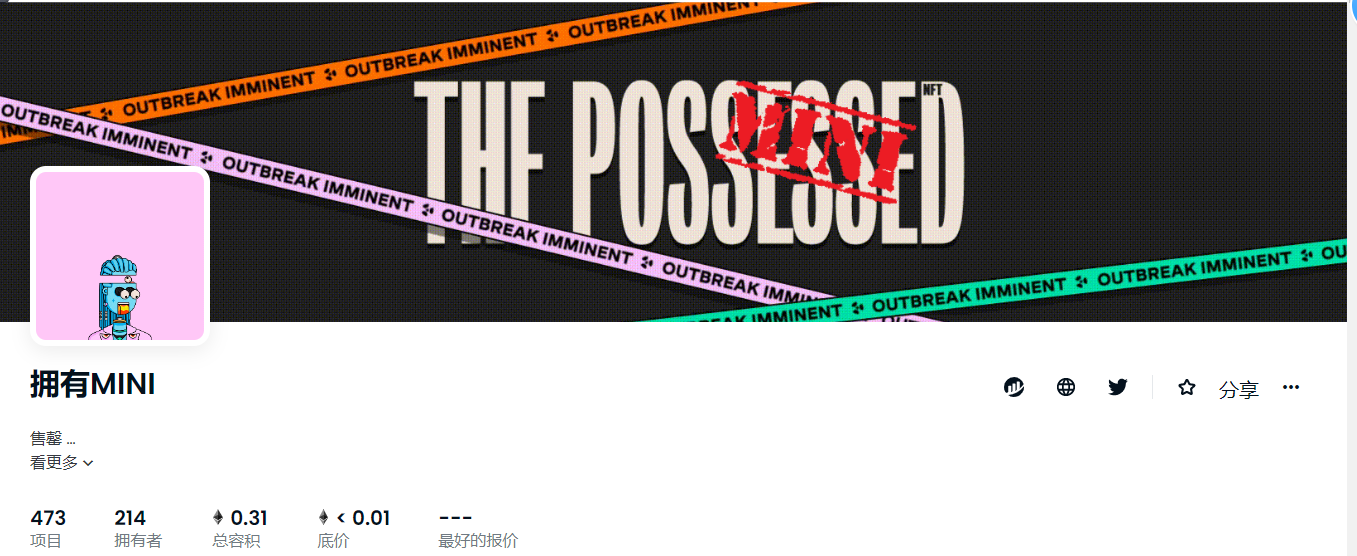 OUTBREAK IMMINENT OUTBREAK IMMINENT OUTBREAK IMMINENT OUTBREAK IMMINENT
THE POSSESSED
NFT
MINI
OUTBREAK IMMINENT OUTBREAK IMMINENT OUTBREAK IMMINENT OUTBREAK IMMIN
IMMINENT OUTBREAK IMMINENT OUTBREAK IMMINENT OU
拥有MINI
分享
售罄 ...
看更多
473 214 0.31 < 0.01 ---
项目 拥有者 总容积 底价 最好的报价